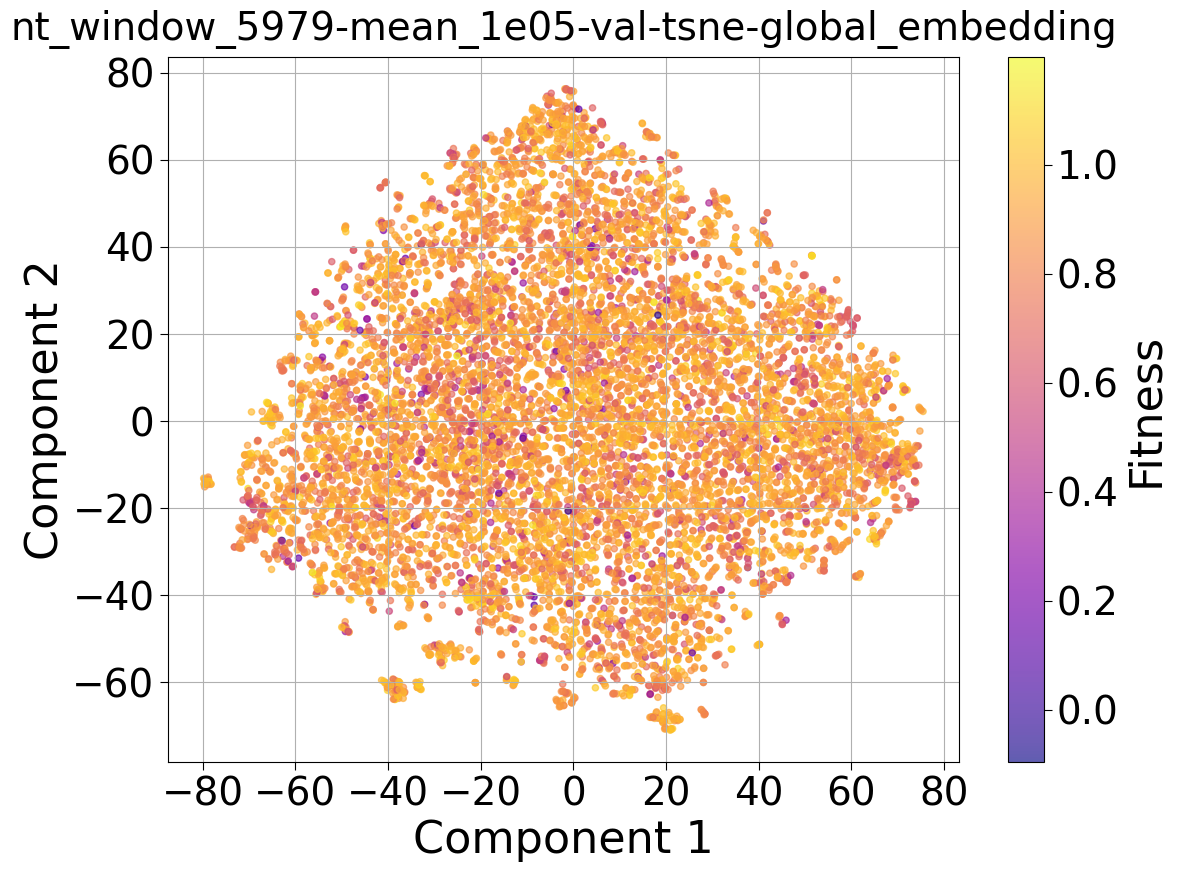 nt_window_5979-mean_1e05-val-tsne-global_embedding
80
60
40
20
0
−20
−40
−60
Component 2
−80 −60 −40 −20 0 20 40 60 80
Component 1
1.0
0.8
0.6
0.4
0.2
0.0
Fitness